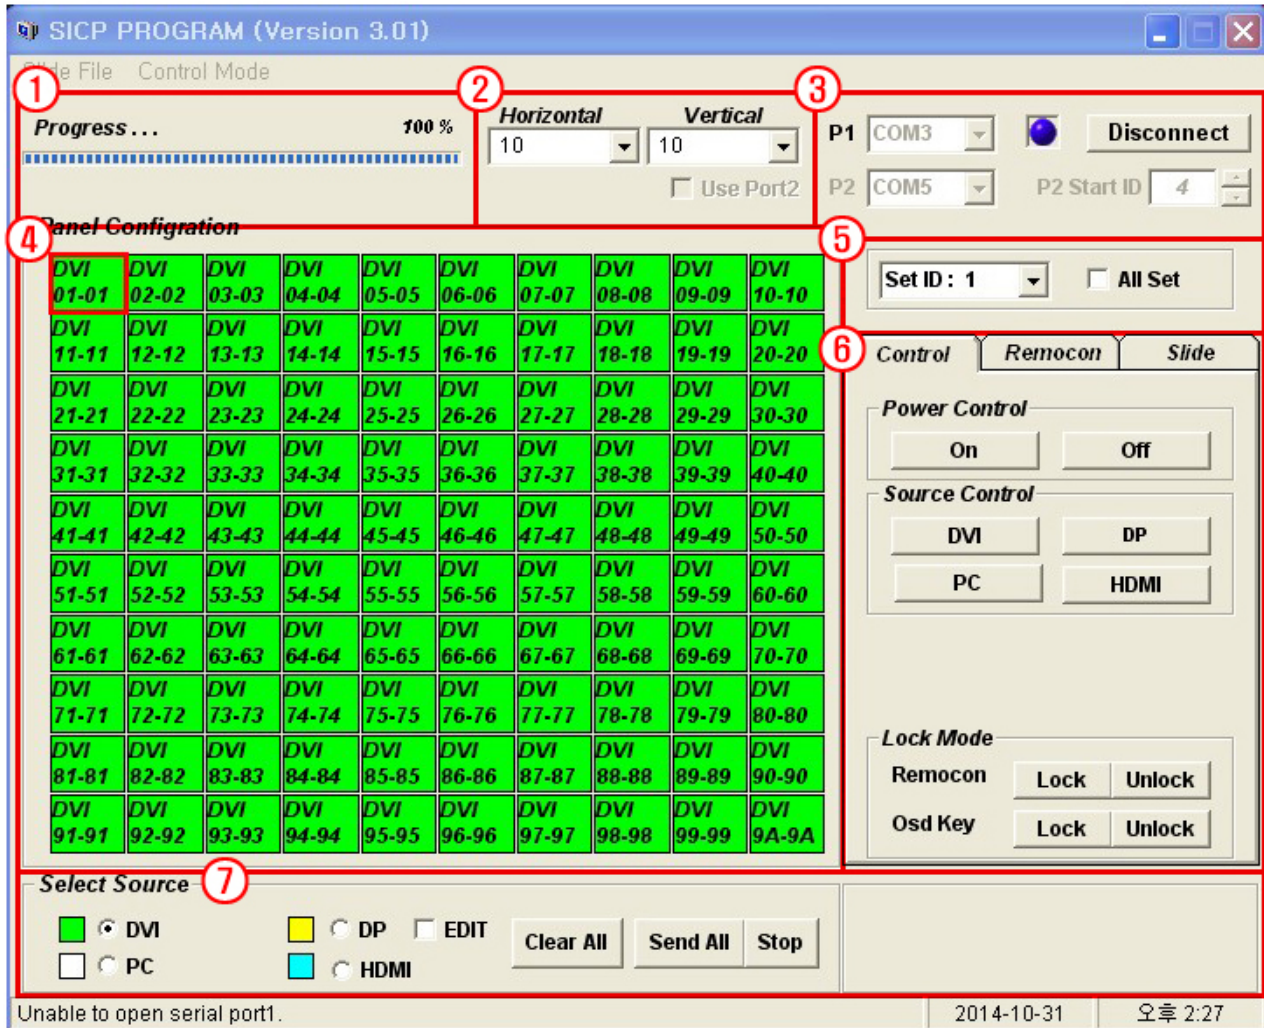 SICP PROGRAM (Version 3.01)
Slide File Control Mode
1
2
3
Progress... 100 %
Horizontal Vertical
10 10
Use Port2
P1 COM3 Disconnect
P2 COM5 P2 Start ID 4
4
Panel Configration
DVI DVI DVI DVI DVI DVI DVI DVI DVI DVI
01-01 02-02 03-03 04-04 05-05 06-06 07-07 08-08 09-09 10-10
DVI DVI DVI DVI DVI DVI DVI DVI DVI DVI
11-11 12-12 13-13 14-14 15-15 16-16 17-17 18-18 19-19 20-20
DVI DVI DVI DVI DVI DVI DVI DVI DVI DVI
21-21 22-22 23-23 24-24 25-25 26-26 27-27 28-28 29-29 30-30
DVI DVI DVI DVI DVI DVI DVI DVI DVI DVI
31-31 32-32 33-33 34-34 35-35 36-36 37-37 38-38 39-39 40-40
DVI DVI DVI DVI DVI DVI DVI DVI DVI DVI
41-41 42-42 43-43 44-44 45-45 46-46 47-47 48-48 49-49 50-50
DVI DVI DVI DVI DVI DVI DVI DVI DVI DVI
51-51 52-52 53-53 54-54 55-55 56-56 57-57 58-58 59-59 60-60
DVI DVI DVI DVI DVI DVI DVI DVI DVI DVI
61-61 62-62 63-63 64-64 65-65 66-66 67-67 68-68 69-69 70-70
DVI DVI DVI DVI DVI DVI DVI DVI DVI DVI
71-71 72-72 73-73 74-74 75-75 76-76 77-77 78-78 79-79 80-80
DVI DVI DVI DVI DVI DVI DVI DVI DVI DVI
81-81 82-82 83-83 84-84 85-85 86-86 87-87 88-88 89-89 90-90
DVI DVI DVI DVI DVI DVI DVI DVI DVI DVI
91-91 92-92 93-93 94-94 95-95 96-96 97-97 98-98 99-99 9A-9A
5
Set ID : 1 All Set
6
Control Remocon Slide
Power Control
On Off
Source Control
DVI DP
PC HDMI
Lock Mode
Remocon Lock Unlock
Osd Key Lock Unlock
7
Select Source
DVI DP EDIT Clear All Send All Stop
PC HDMI
Unable to open serial port1. 2014-10-31 오후 2:27